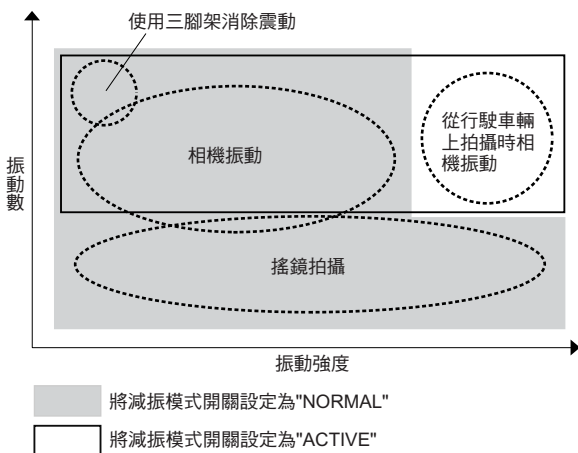 使用三腳架消除震動
相機振動
從行駛車輛
上拍攝時相
機振動
振動數
搖鏡拍攝
振動強度
將減振模式開關設定為"NORMAL"
將減振模式開關設定為"ACTIVE"